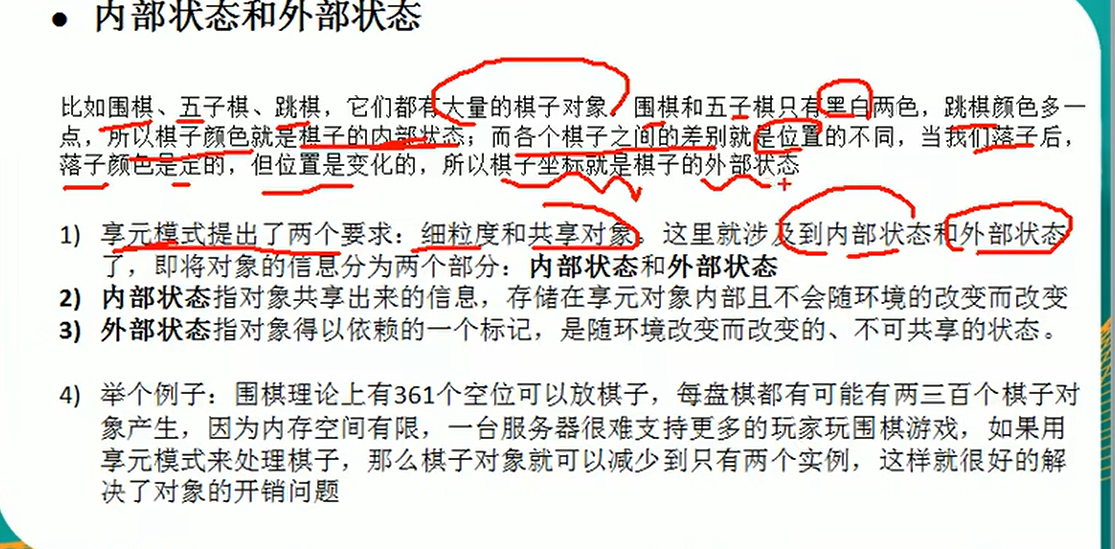 ● 内部状态和外部状态
比如围棋、五子棋、跳棋，它们都有大量的棋子对象，围棋和五子棋只有黑白两色，跳棋颜色多一
点，所以棋子颜色就是棋子的内部状态；而各个棋子之间的差别就是位置的不同，当我们落子后，
落子颜色是定的，但位置是变化的，所以棋子坐标就是棋子的外部状态
1) 享元模式提出了两个要求：细粒度和共享对象。这里就涉及到内部状态和外部状态
了，即将对象的信息分为两个部分：内部状态和外部状态
2) 内部状态指对象共享出来的信息，存储在享元对象内部且不会随环境的改变而改变
3) 外部状态指对象得以依赖的一个标记，是随环境改变而改变的、不可共享的状态。
4) 举个例子：围棋理论上有361个空位可以放棋子，每盘棋都有可能有两三百个棋子对
象产生，因为内存空间有限，一台服务器很难支持更多的玩家玩围棋游戏，如果用
享元模式来处理棋子，那么棋子对象就可以减少到只有两个实例，这样就很好的解
决了对象的开销问题